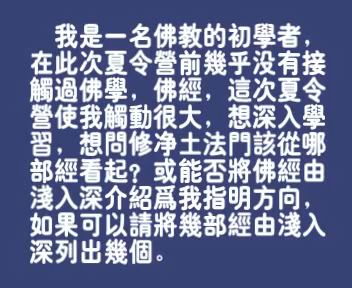 我是一名佛教的初學者，
在此次夏令營前幾乎没有接
觸過佛學，佛經，這次夏令
營使我觸動很大，想深入學
習，想問修净土法門該從哪
部經看起？或能否將佛經由
淺入深介紹爲我指明方向，
如果可以請將幾部經由淺入
深列出幾個。